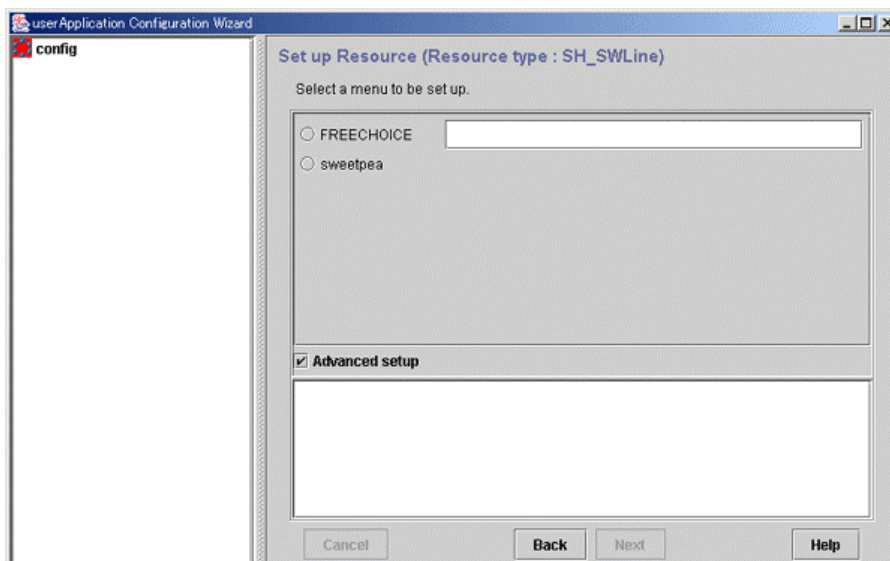 userApplication Configuration Wizard
config
Set up Resource (Resource type : SH_SWLine)
Select a menu to be set up.
FREECHOICE
sweetpea
Advanced setup
Cancel Back Next Help